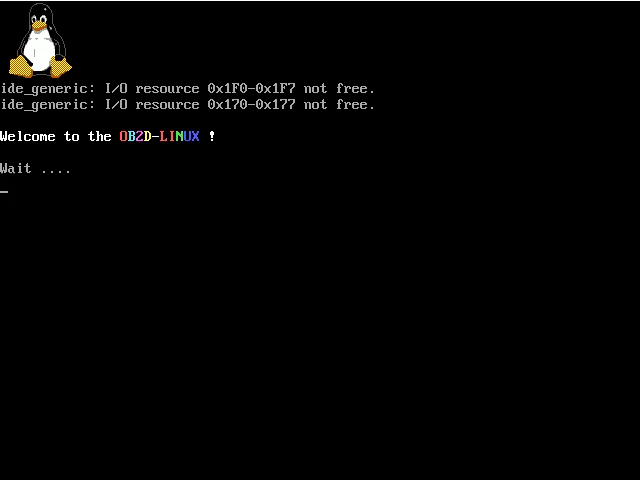 ide_generic: I/O resource 0x1F0-0x1F7 not free.
ide_generic: I/O resource 0x170-0x177 not free.
Welcome to the OB2D-LINUX !
Wait ....